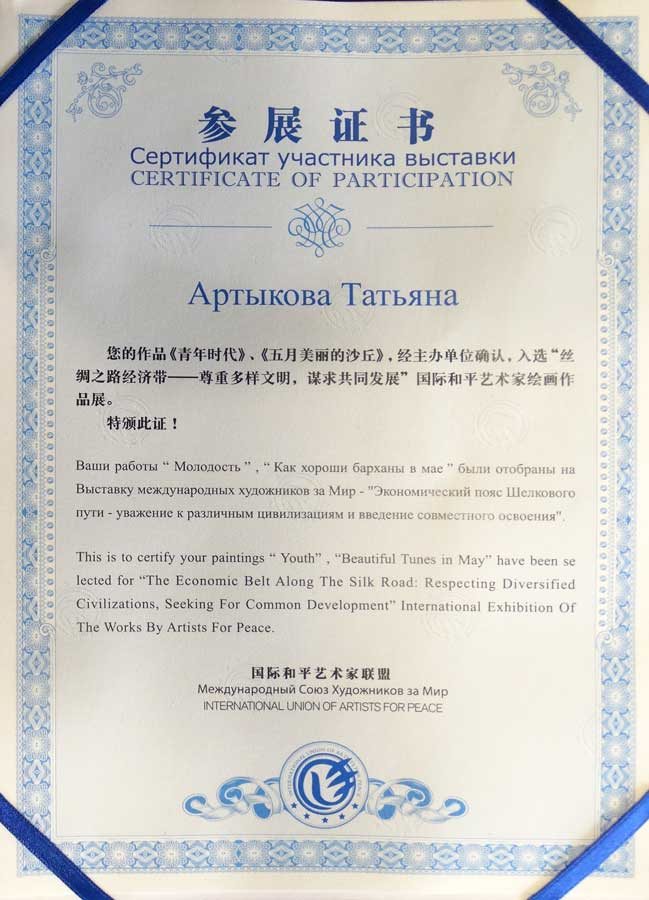 参展证书
Сертификат участника выставки
CERTIFICATE OF PARTICIPATION
Артыкова Татьяна
您的作品《青年时代》、《五月美丽的沙丘》，经主办单位确认，入选“丝
绸之路经济带——尊重多样文明，谋求共同发展”国际和平艺术家绘画作
品展。
特颁此证！
Ваши работы “ Молодость ” , “ Как хороши барханы в мае ” были отобраны на
Выставку международных художников за Мир - "Экономический пояс Шелкового
пути - уважение к различным цивилизациям и введение совместного освоения".
This is to certify your paintings “ Youth” , “Beautiful Tunes in May” have been se
lected for “The Economic Belt Along The Silk Road: Respecting Diversified
Civilizations, Seeking For Common Development” International Exhibition Of
The Works By Artists For Peace.
国际和平艺术家联盟
Международный Союз Художников за Мир
INTERNATIONAL UNION OF ARTISTS FOR PEACE
INTERNATIONAL UNION OF ARTISTS FOR PEACE